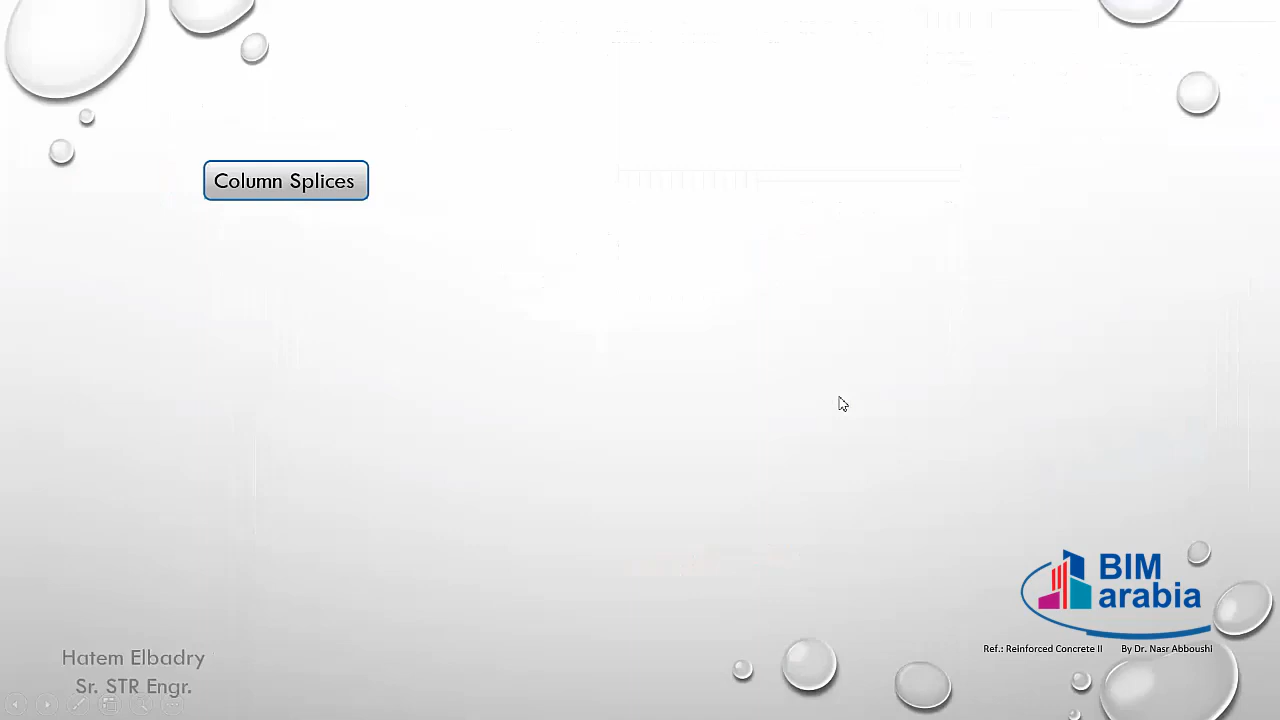 Column Splices
BIM
arabia
Ref.: Reinforced Concrete II By Dr. Nasr Abboushi
Hatem Elbadry
Sr. STR Engr.